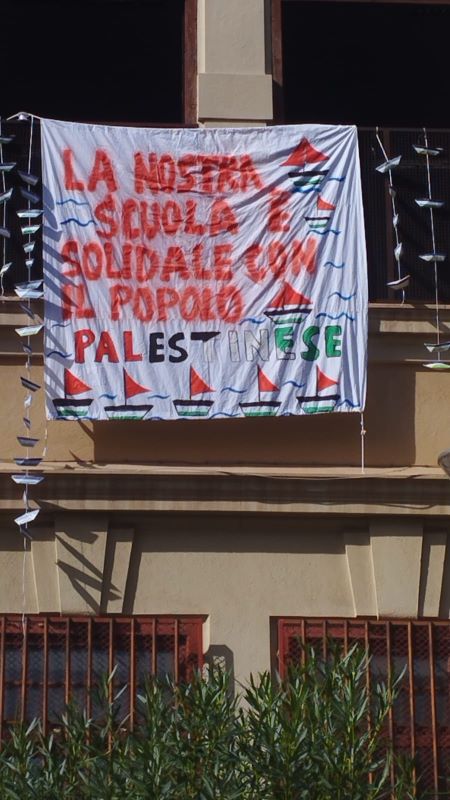 LA NOSTRA
SCUOLA È
SOLIDALE CON
IL POPOLO
PALESTINESE